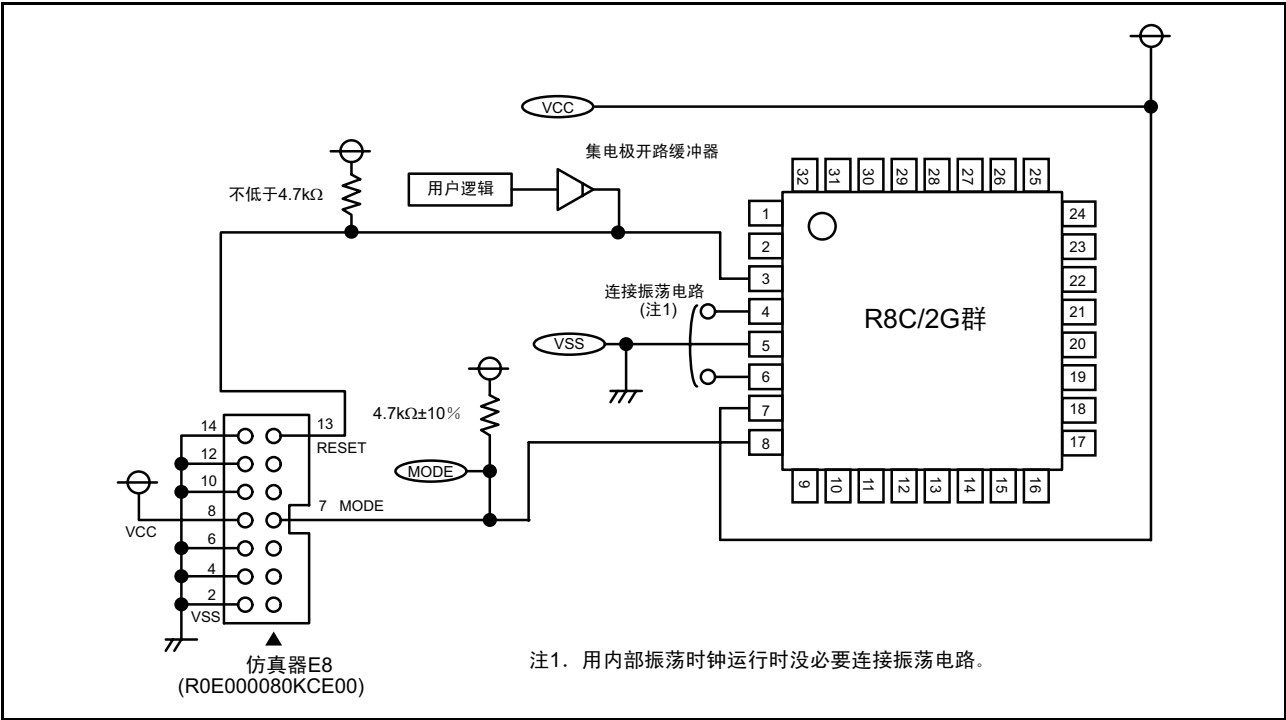 VCC
集电极开路缓冲器
用户逻辑
不低于4.7kΩ
32 31 30 29 28 27 26 25
1
2
3
4
5
6
7
8
24
23
22
21
20
19
18
17
R8C/2G群
9 10 11 12 13 14 15 16
连接振荡电路
(注1)
VSS
4.7kΩ±10%
MODE
14
13
RESET
12
10
8
7 MODE
VCC
6
4
2
VSS
仿真器E8
(R0E000080KCE00)
注1. 用内部振荡时钟运行时没必要连接振荡电路。